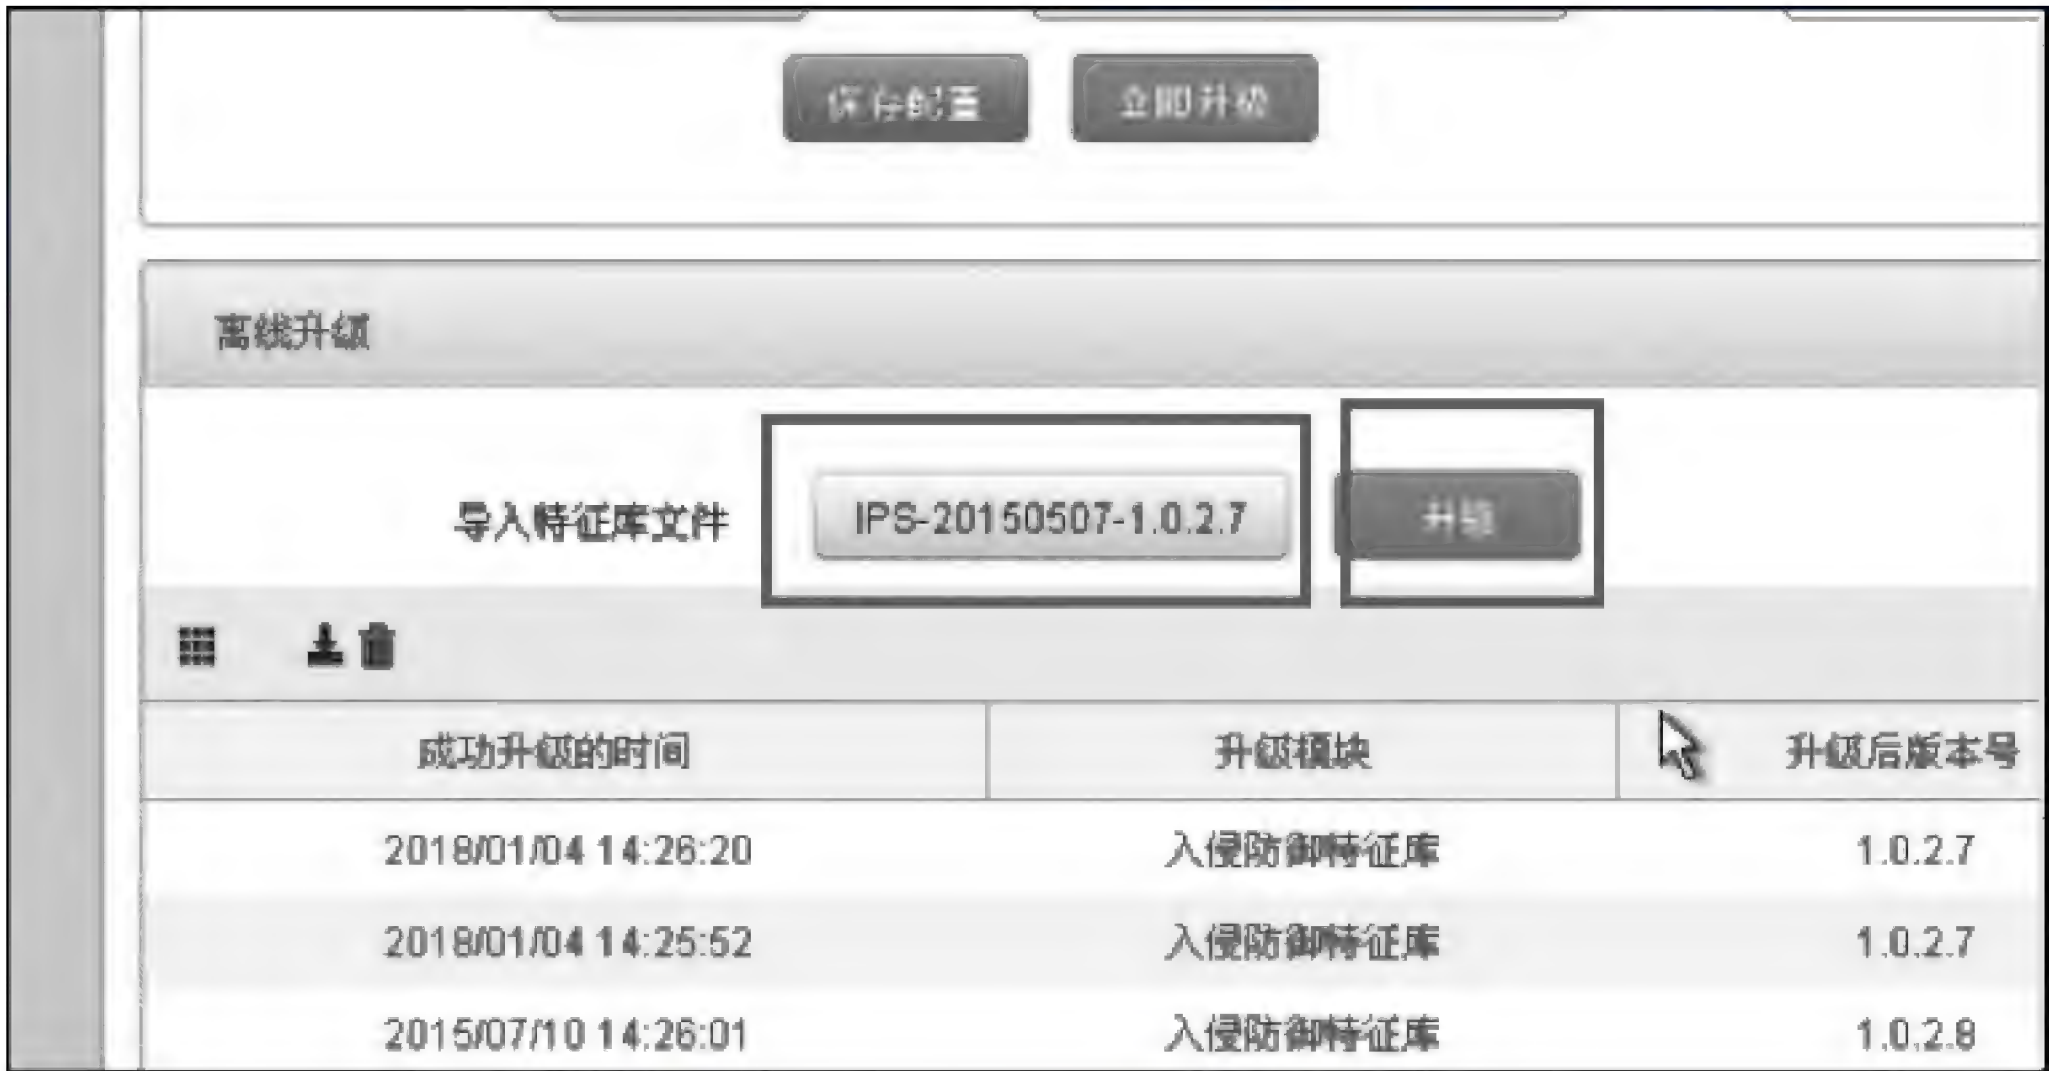 保存配置 立即升级
离线升级
导入特征库文件 IPS-20150507-1.0.2.7 升级
成功升级的时间 升级模块 升级后版本号
2018/01/04 14:26:20 入侵防御特征库 1.0.2.7
2018/01/04 14:25:52 入侵防御特征库 1.0.2.7
2015/07/10 14:26:01 入侵防御特征库 1.0.2.8